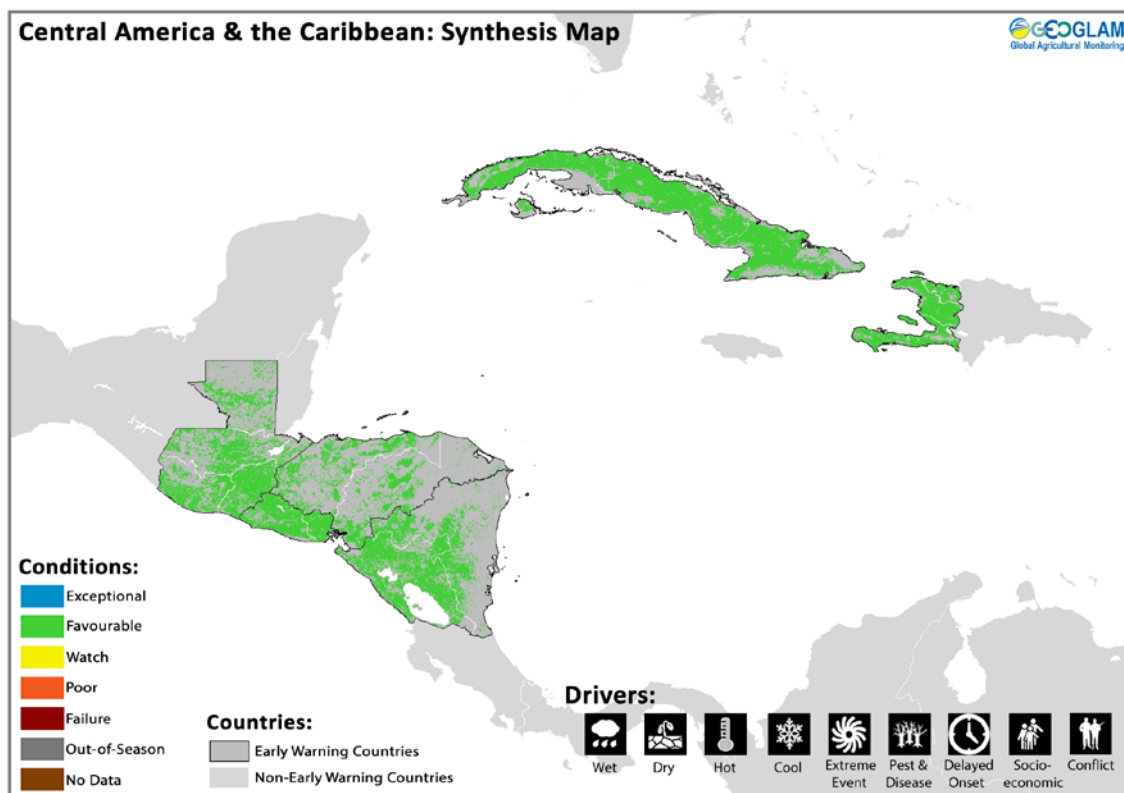 Central America & the Caribbean: Synthesis Map
GEOGLAM
Global Agricultural Monitoring
Conditions:
Exceptional
Favourable
Watch
Poor
Failure
Out-of-Season
No Data
Countries:
Early Warning Countries
Non-Early Warning Countries
Drivers:
Wet
Dry
Hot
Cool
Extreme
Event
Pest &
Disease
Delayed
Onset
Socio-
economic
Conflict